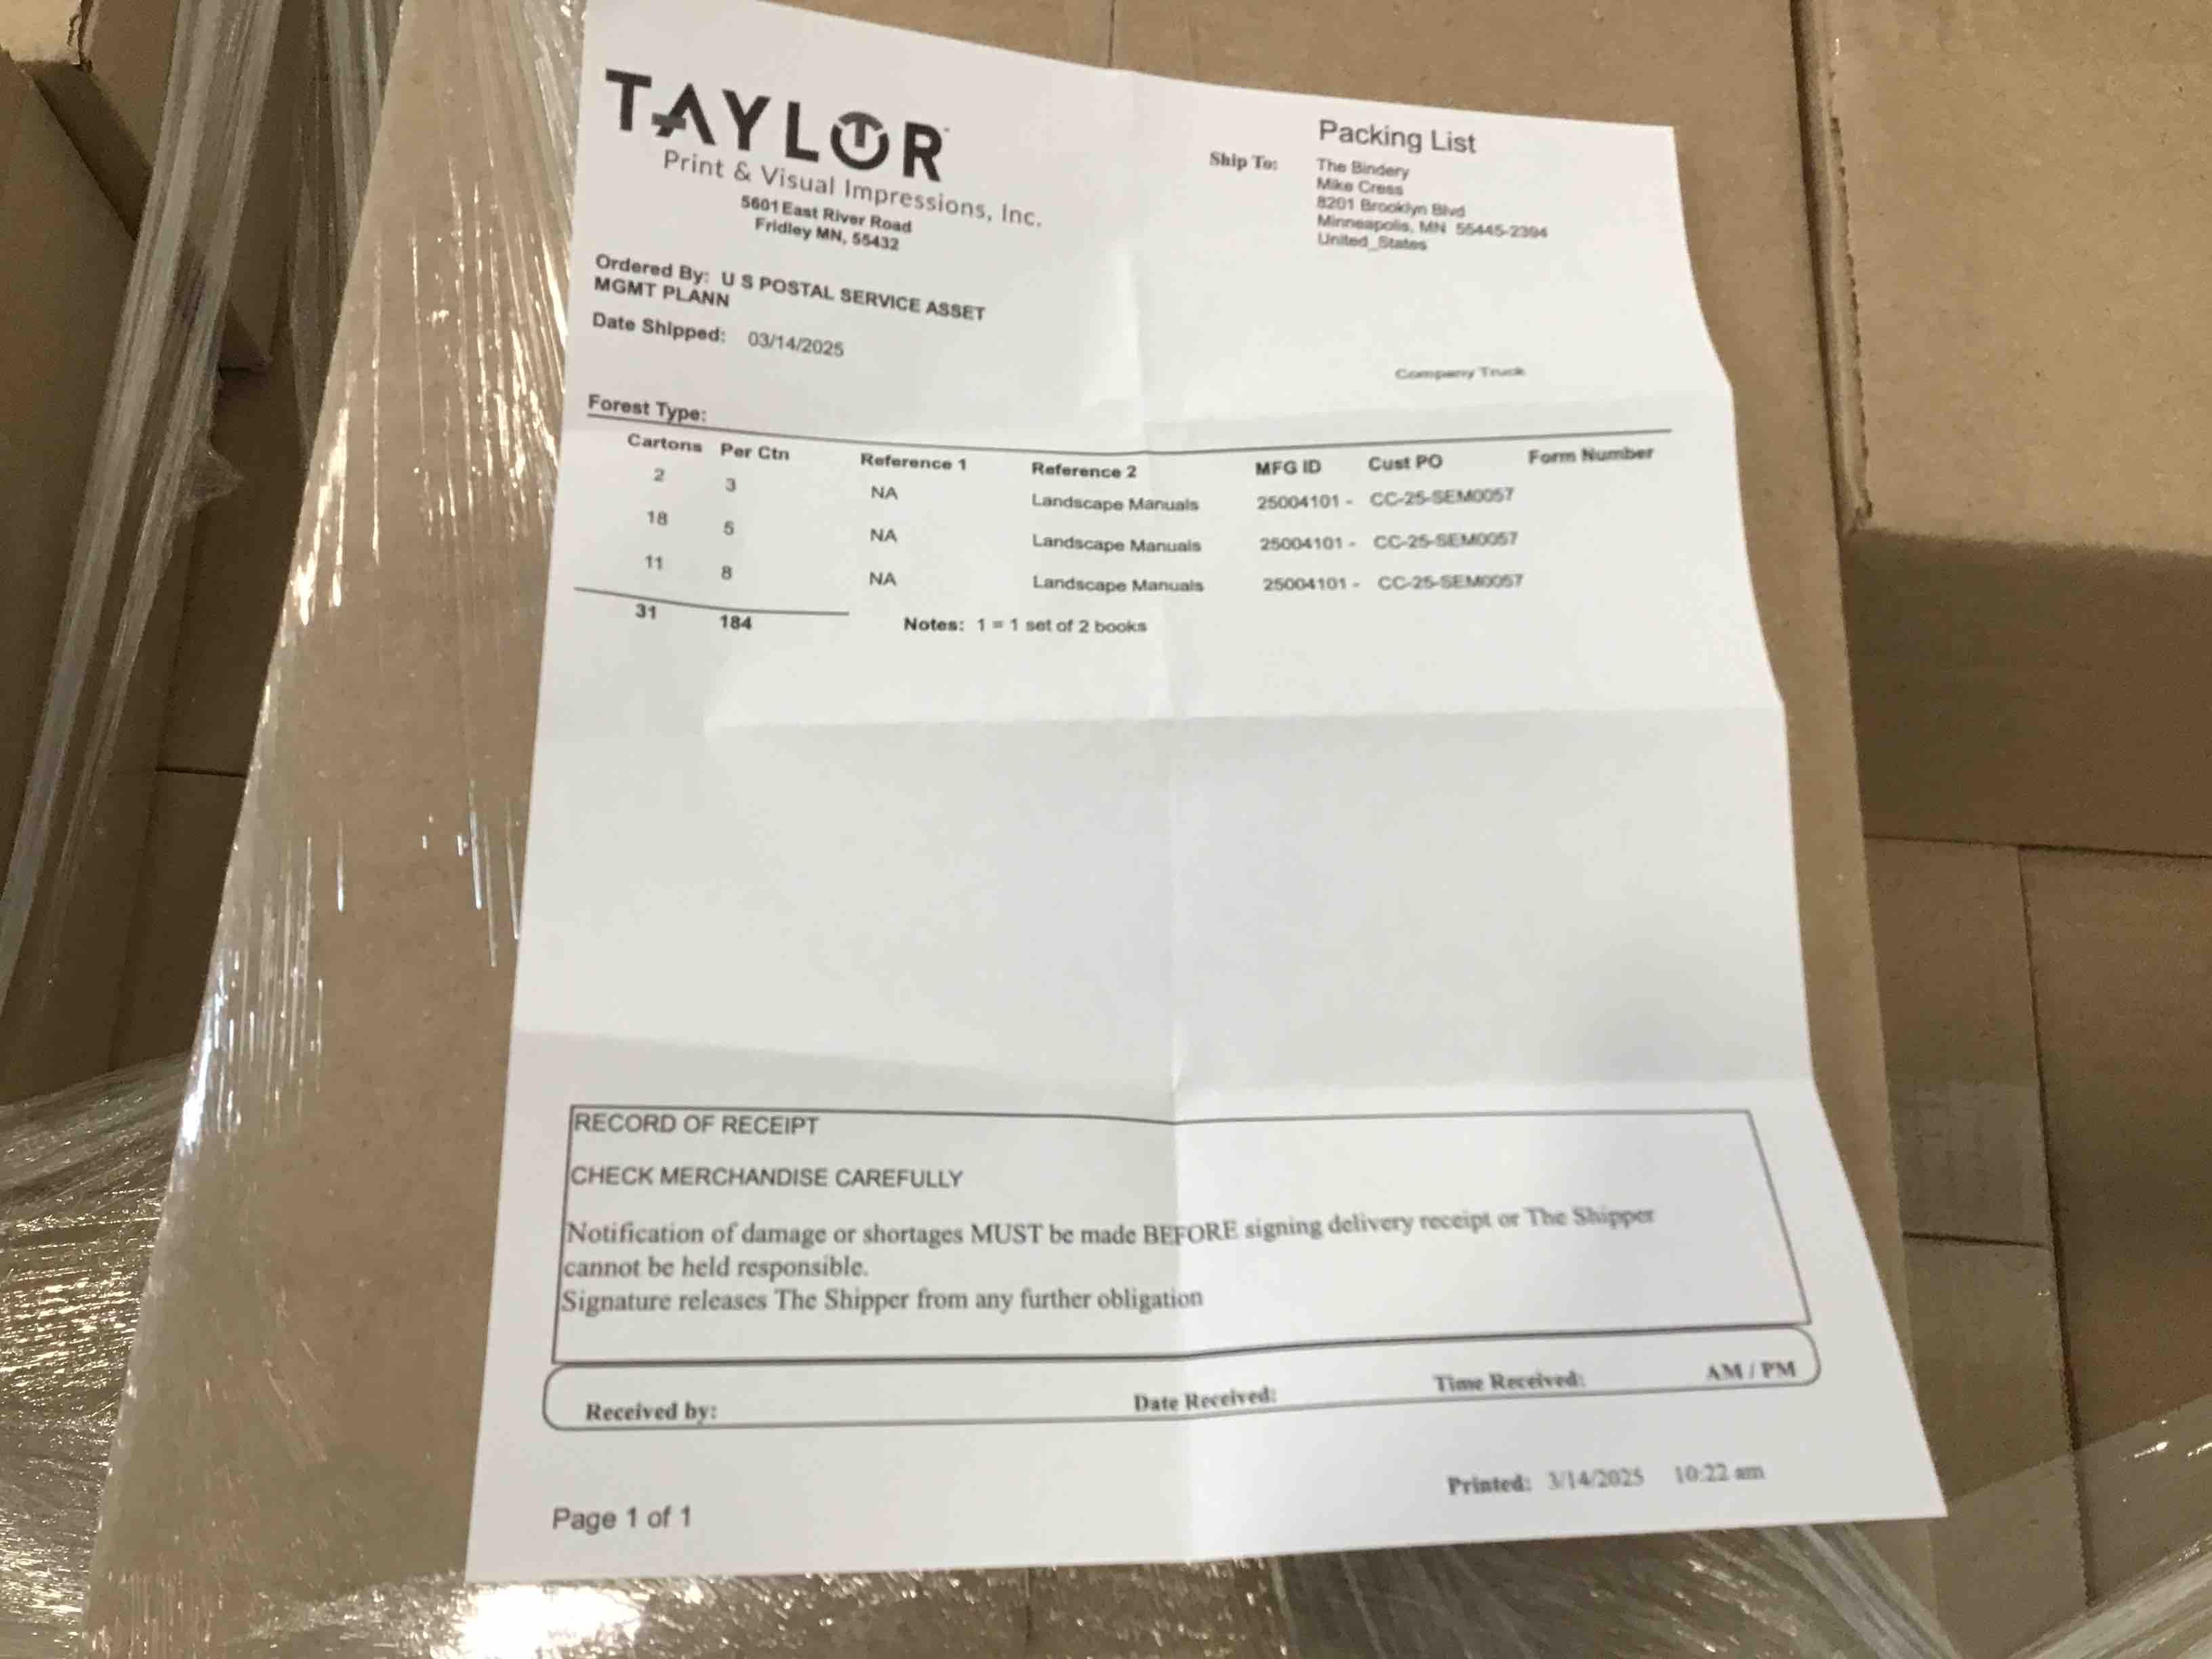 TAYLOR
Print & Visual Impressions, Inc.
5601 East River Road
Fridley MN, 55432
Packing List
Ship To:
The Bindery
Mike Cress
8201 Brooklyn Blvd
Minneapolis, MN 55445-2394
United_States
Ordered By: U S POSTAL SERVICE ASSET
MGMT PLANN
Date Shipped: 03/14/2025
Company Truck
Forest Type:
Cartons Per Ctn Reference 1 Reference 2 MFG ID Cust PO Form Number
2 3 NA Landscape Manuals 25004101 - CC-25-SEM0057
18 5 NA Landscape Manuals 25004101 - CC-25-SEM0057
11 8 NA Landscape Manuals 25004101 - CC-25-SEM0057
31 184 Notes: 1 = 1 set of 2 books
RECORD OF RECEIPT
CHECK MERCHANDISE CAREFULLY
Notification of damage or shortages MUST be made BEFORE signing delivery receipt or The Shipper
cannot be held responsible.
Signature releases The Shipper from any further obligation
Received by: Date Received: Time Received: AM / PM
Printed: 3/14/2025 10:22 am
Page 1 of 1